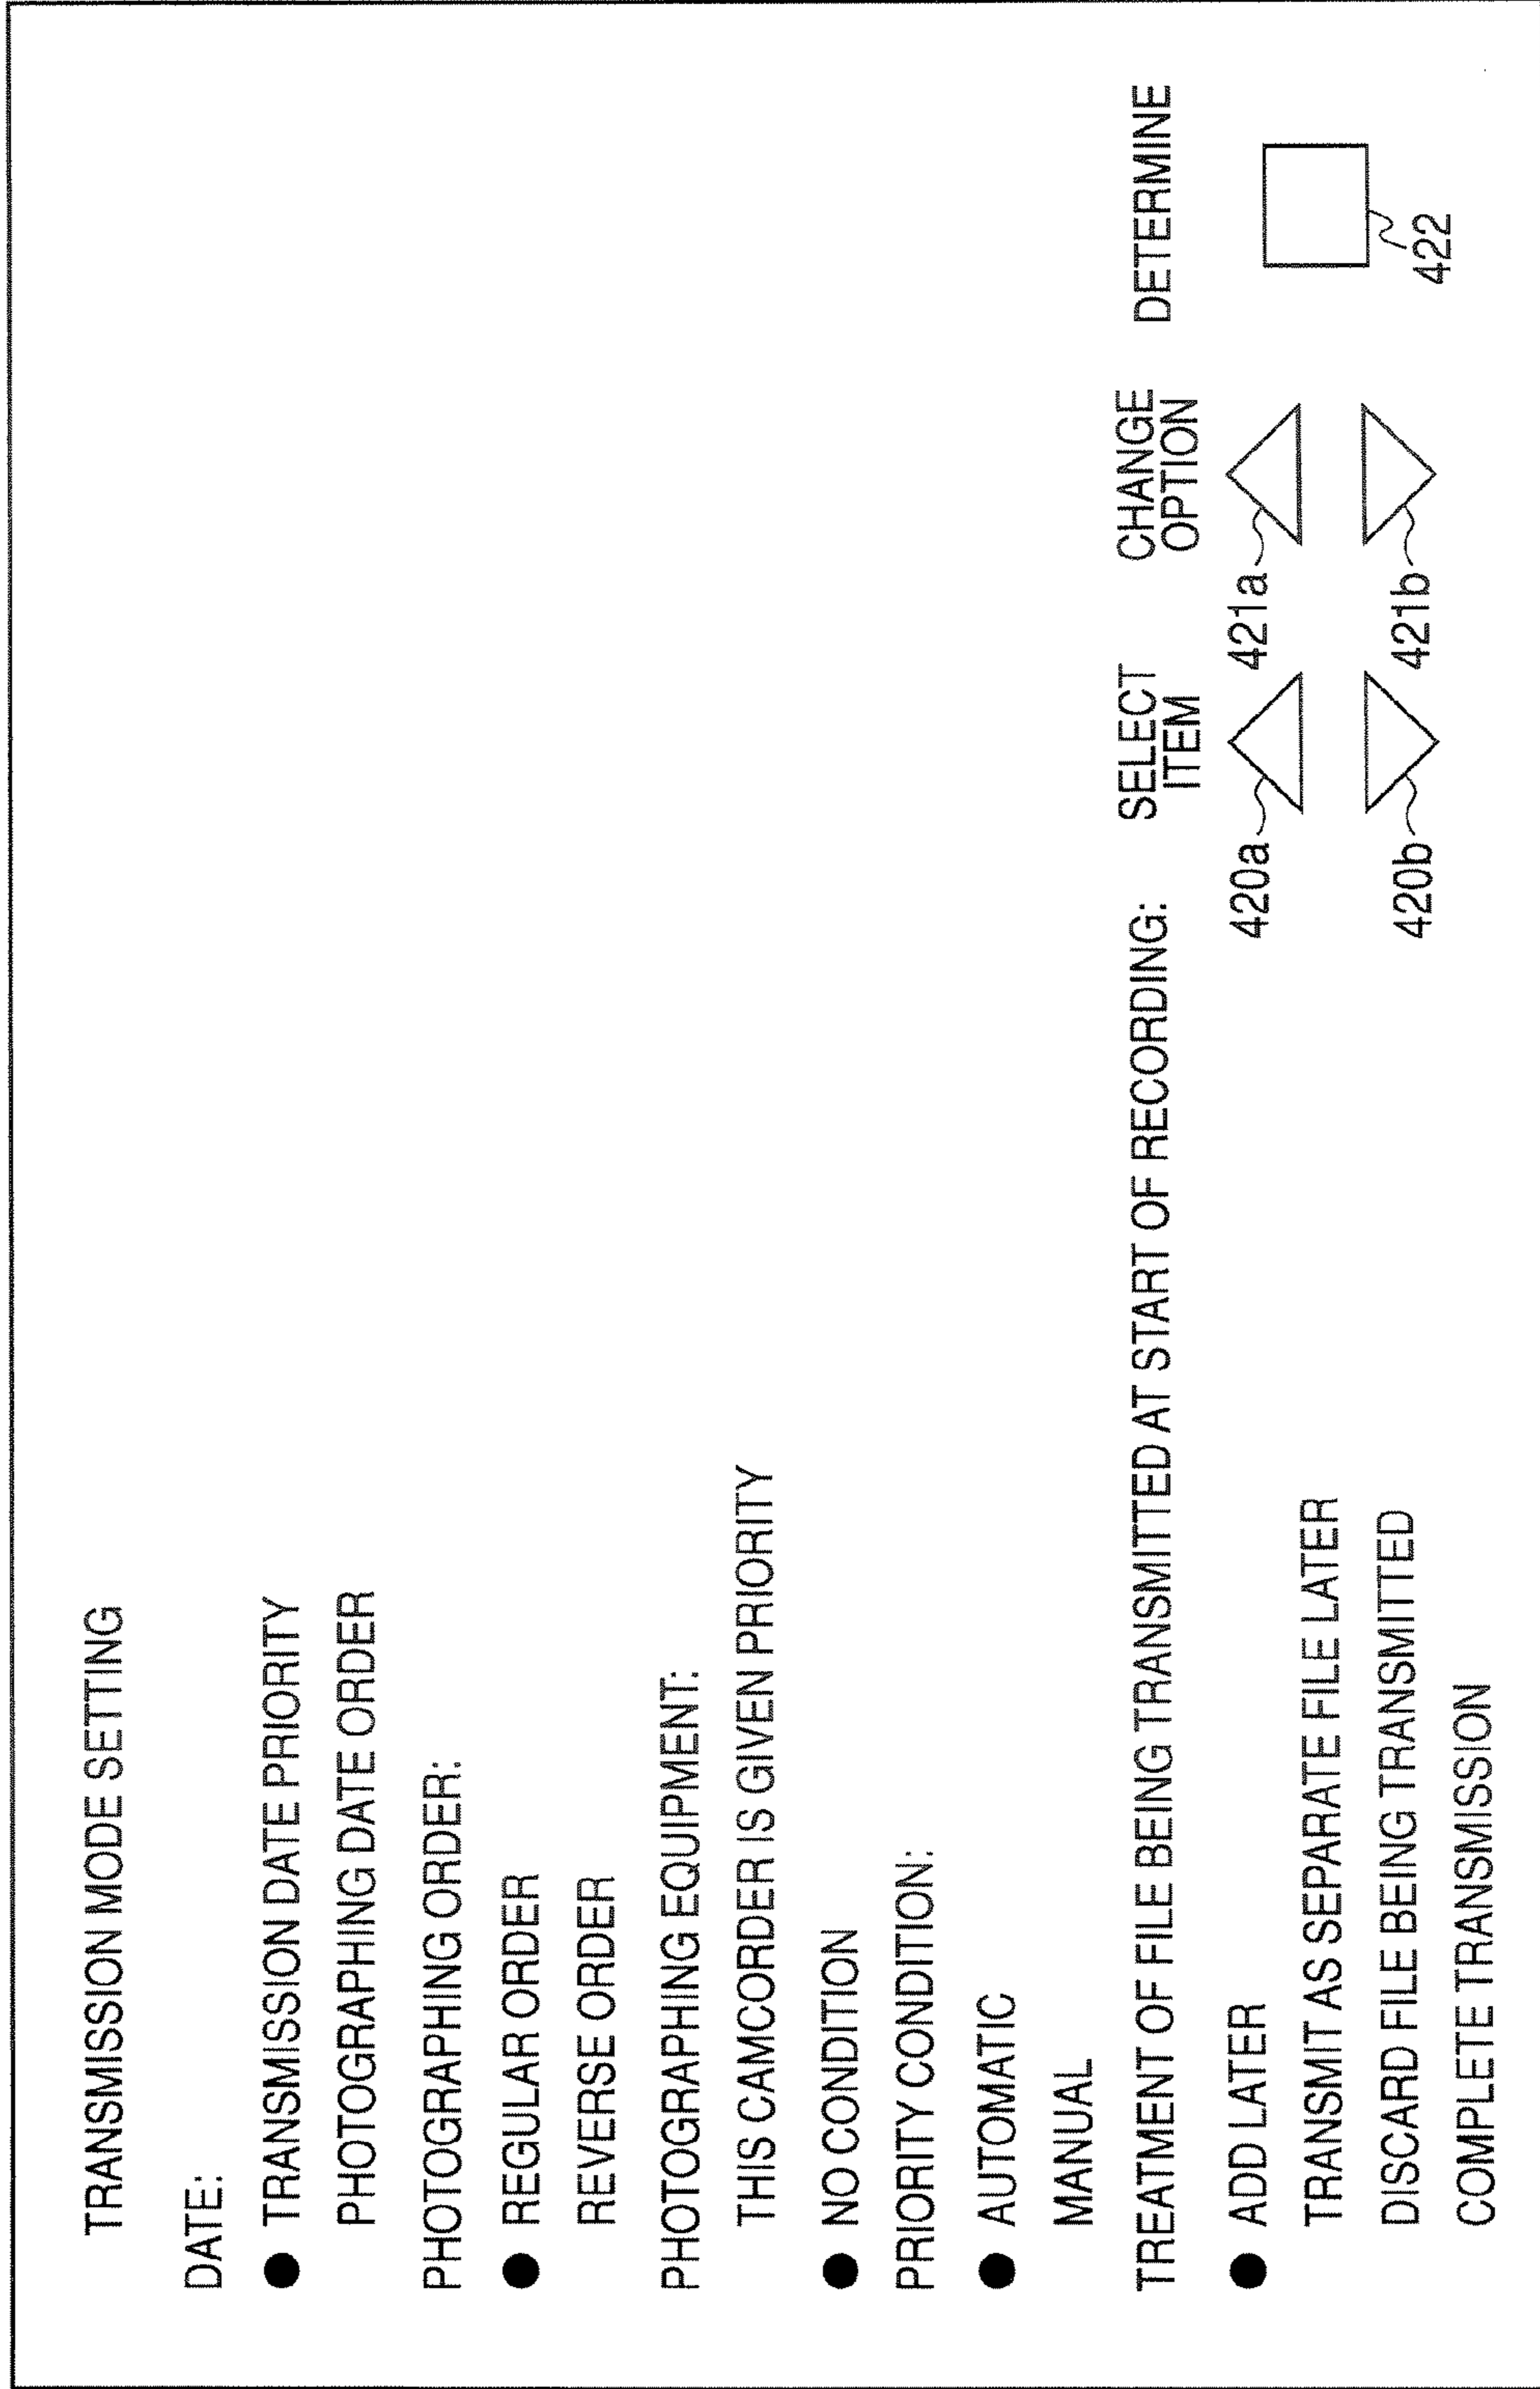 TRANSMISSION MODE SETTING
DATE:
● TRANSMISSION DATE PRIORITY
PHOTOGRAPHING DATE ORDER
PHOTOGRAPHING ORDER:
● REGULAR ORDER
REVERSE ORDER
PHOTOGRAPHING EQUIPMENT:
THIS CAMCORDER IS GIVEN PRIORITY
● NO CONDITION
PRIORITY CONDITION:
● AUTOMATIC
MANUAL
TREATMENT OF FILE BEING TRANSMITTED AT START OF RECORDING:
● ADD LATER
TRANSMIT AS SEPARATE FILE LATER
DISCARD FILE BEING TRANSMITTED
COMPLETE TRANSMISSION
SELECT
ITEM
420a
420b
CHANGE
OPTION
421a
421b
DETERMINE
422